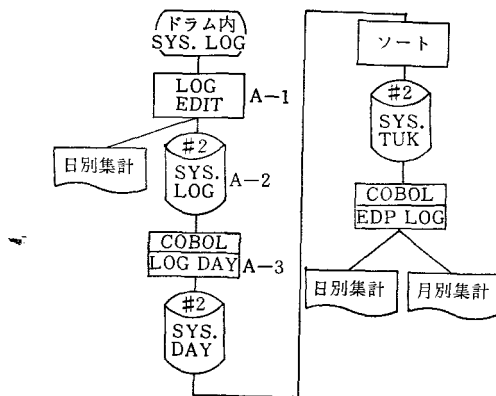 ドラム内
SYS. LOG
LOG
EDIT
A-1
日別集計
#2
SYS.
LOG
A-2
COBOL
LOG DAY
A-3
#2
SYS.
DAY
ソート
#2
SYS.
TUK
COBOL
EDP LOG
日別集計
月別集計